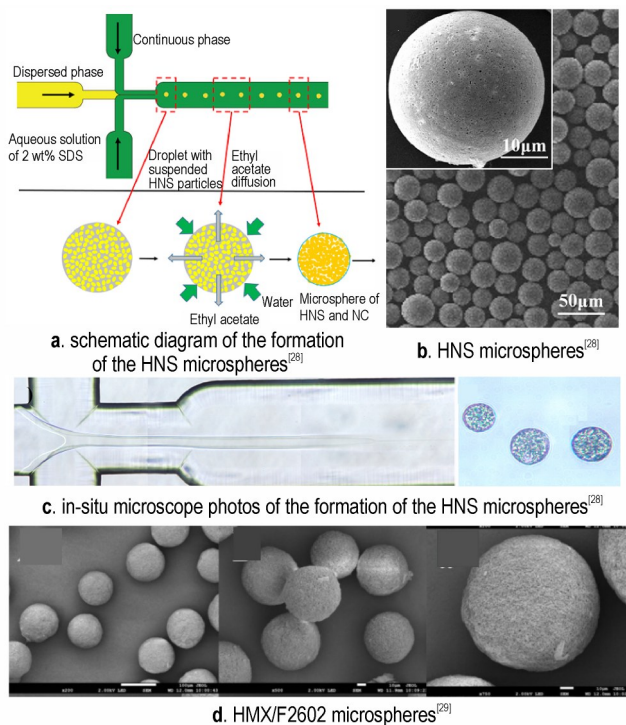 Continuous phase
Dispersed phase
Aqueous solution
of 2 wt% SDS
Droplet with
suspended
HNS particles
Ethyl
acetate
diffusion
Water
Ethyl acetate
Microsphere of
HNS and NC
a. schematic diagram of the formation
of the HNS microspheres[28]
10μm
50μm
b. HNS microspheres[28]
c. in-situ microscope photos of the formation of the HNS microspheres[28]
d. HMX/F2602 microspheres[29]